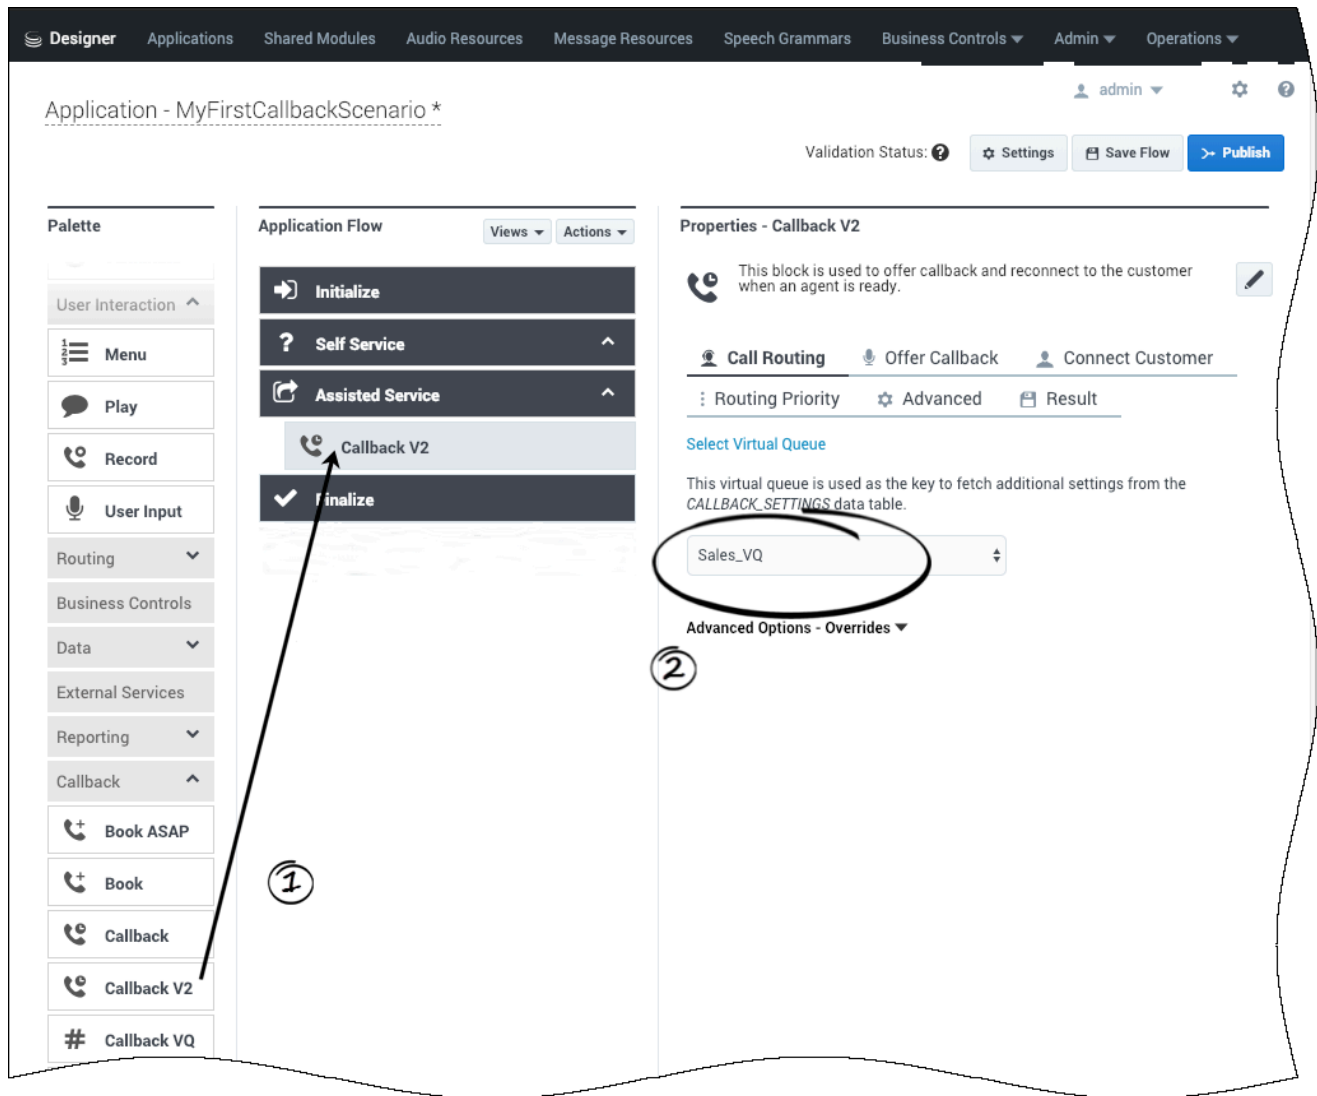 Designer Applications Shared Modules Audio Resources Message Resources Speech Grammars Business Controls Admin Operations
admin
Application - MyFirstCallbackScenario *
Validation Status: Settings Save Flow Publish
Palette
User Interaction
Menu
Play
Record
User Input
Routing
Business Controls
Data
External Services
Reporting
Callback
Book ASAP
Book
Callback
Callback V2
Callback VQ
Application Flow Views Actions
Initialize
Self Service
Assisted Service
Callback V2
Finalize
1
Properties - Callback V2
This block is used to offer callback and reconnect to the customer
when an agent is ready.
Call Routing Offer Callback Connect Customer
Routing Priority Advanced Result
Select Virtual Queue
This virtual queue is used as the key to fetch additional settings from the
CALLBACK_SETTINGS data table.
Sales_VQ
Advanced Options - Overrides
2